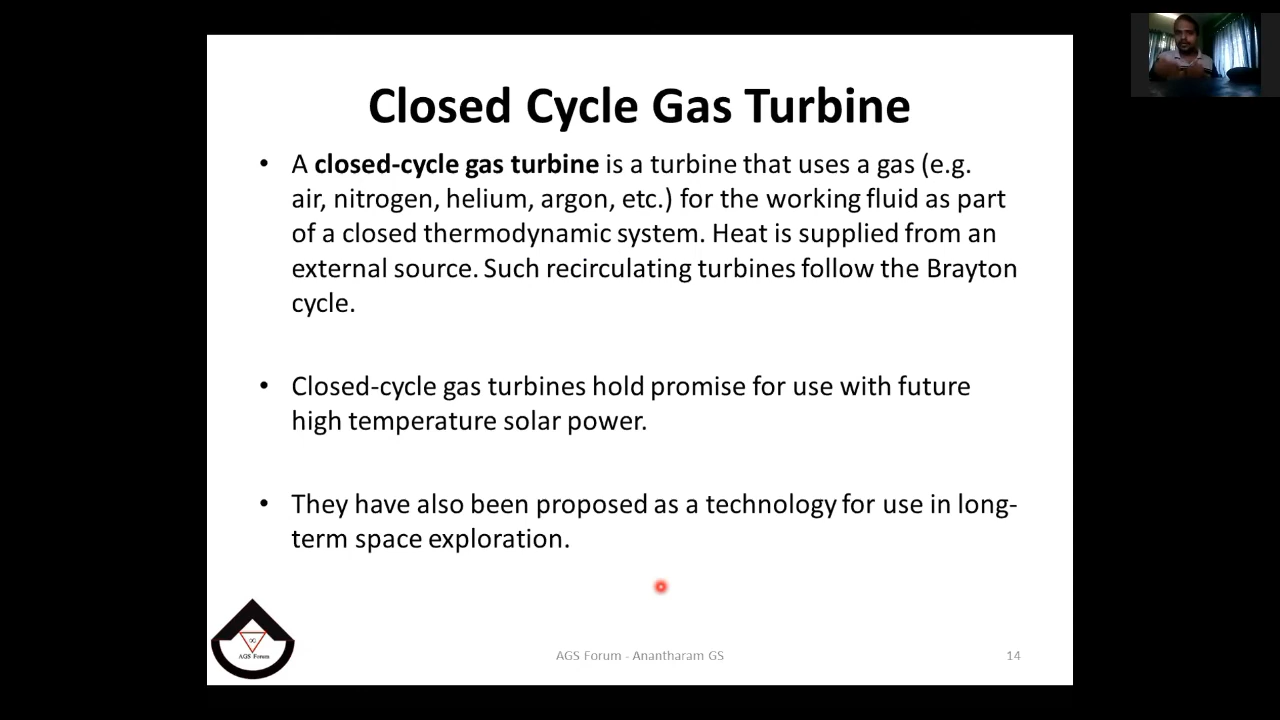 Closed Cycle Gas Turbine
• A closed-cycle gas turbine is a turbine that uses a gas (e.g.
air, nitrogen, helium, argon, etc.) for the working fluid as part
of a closed thermodynamic system. Heat is supplied from an
external source. Such recirculating turbines follow the Brayton
cycle.
• Closed-cycle gas turbines hold promise for use with future
high temperature solar power.
• They have also been proposed as a technology for use in long-
term space exploration.
∞
AGS Forum
AGS Forum - Anantharam GS
14